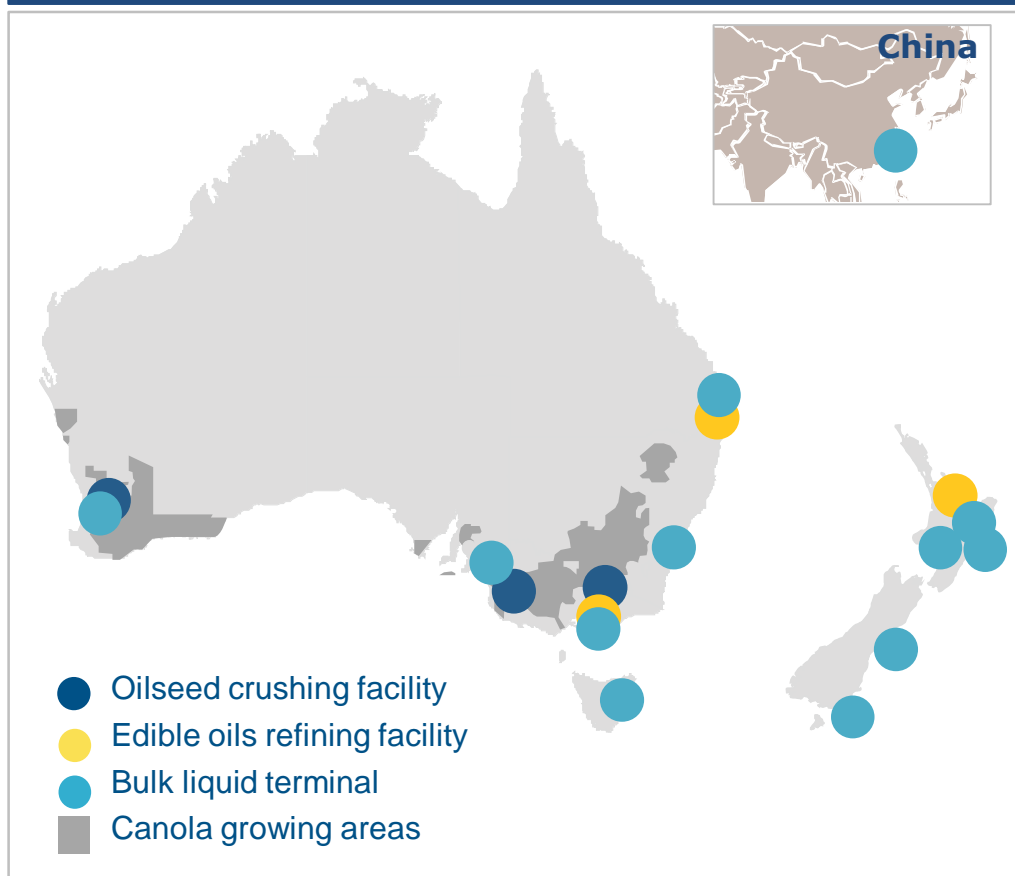 China
Oilseed crushing facility
Edible oils refining facility
Bulk liquid terminal
Canola growing areas